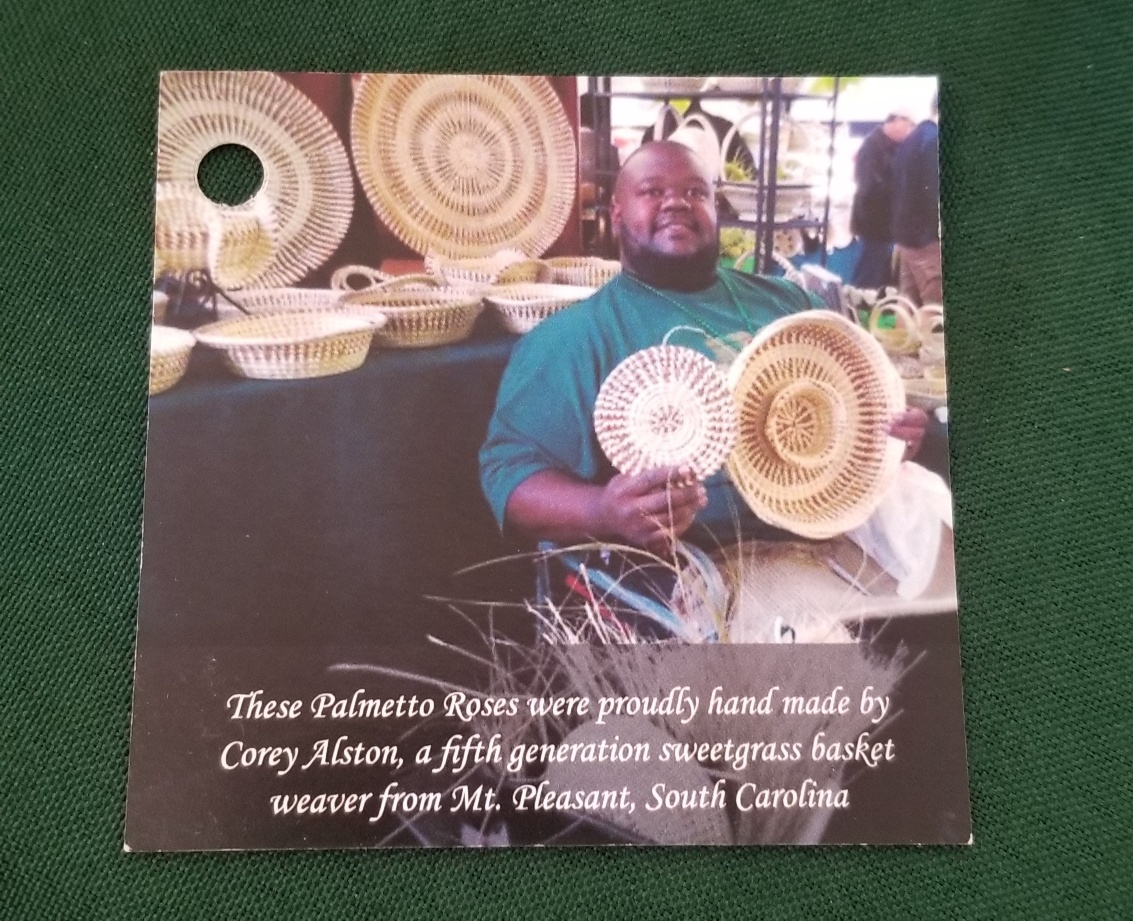 These Palmetto Roses were proudly hand made by
Corey Alston, a fifth generation sweetgrass basket
weaver from Mt. Pleasant, South Carolina